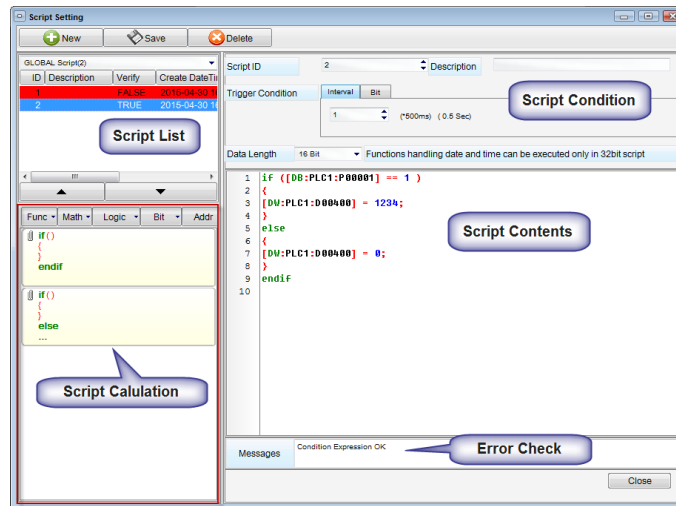 Script Setting
New Save Delete
GLOBAL Script(2)
ID Description Verify Create DateTi
1 FALSE 2015-04-30 16
2 TRUE 2015-04-30 16
Script List
Func Math Logic Bit Addr
if()
{
}
endif
if()
{
}
else
...
Script Calulation
Script ID 2 Description
Trigger Condition Interval Bit
1 (*500ms) ( 0.5 Sec)
Script Condition
Data Length 16 Bit Functions handling date and time can be executed only in 32bit script
1 if ([DB:PLC1:P00001] == 1 )
2 {
3 [DW:PLC1:D00400] = 1234;
4 }
5 else
6 {
7 [DW:PLC1:D00400] = 0;
8 }
9 endif
10
Script Contents
Messages Condition Expression OK
Error Check
Close